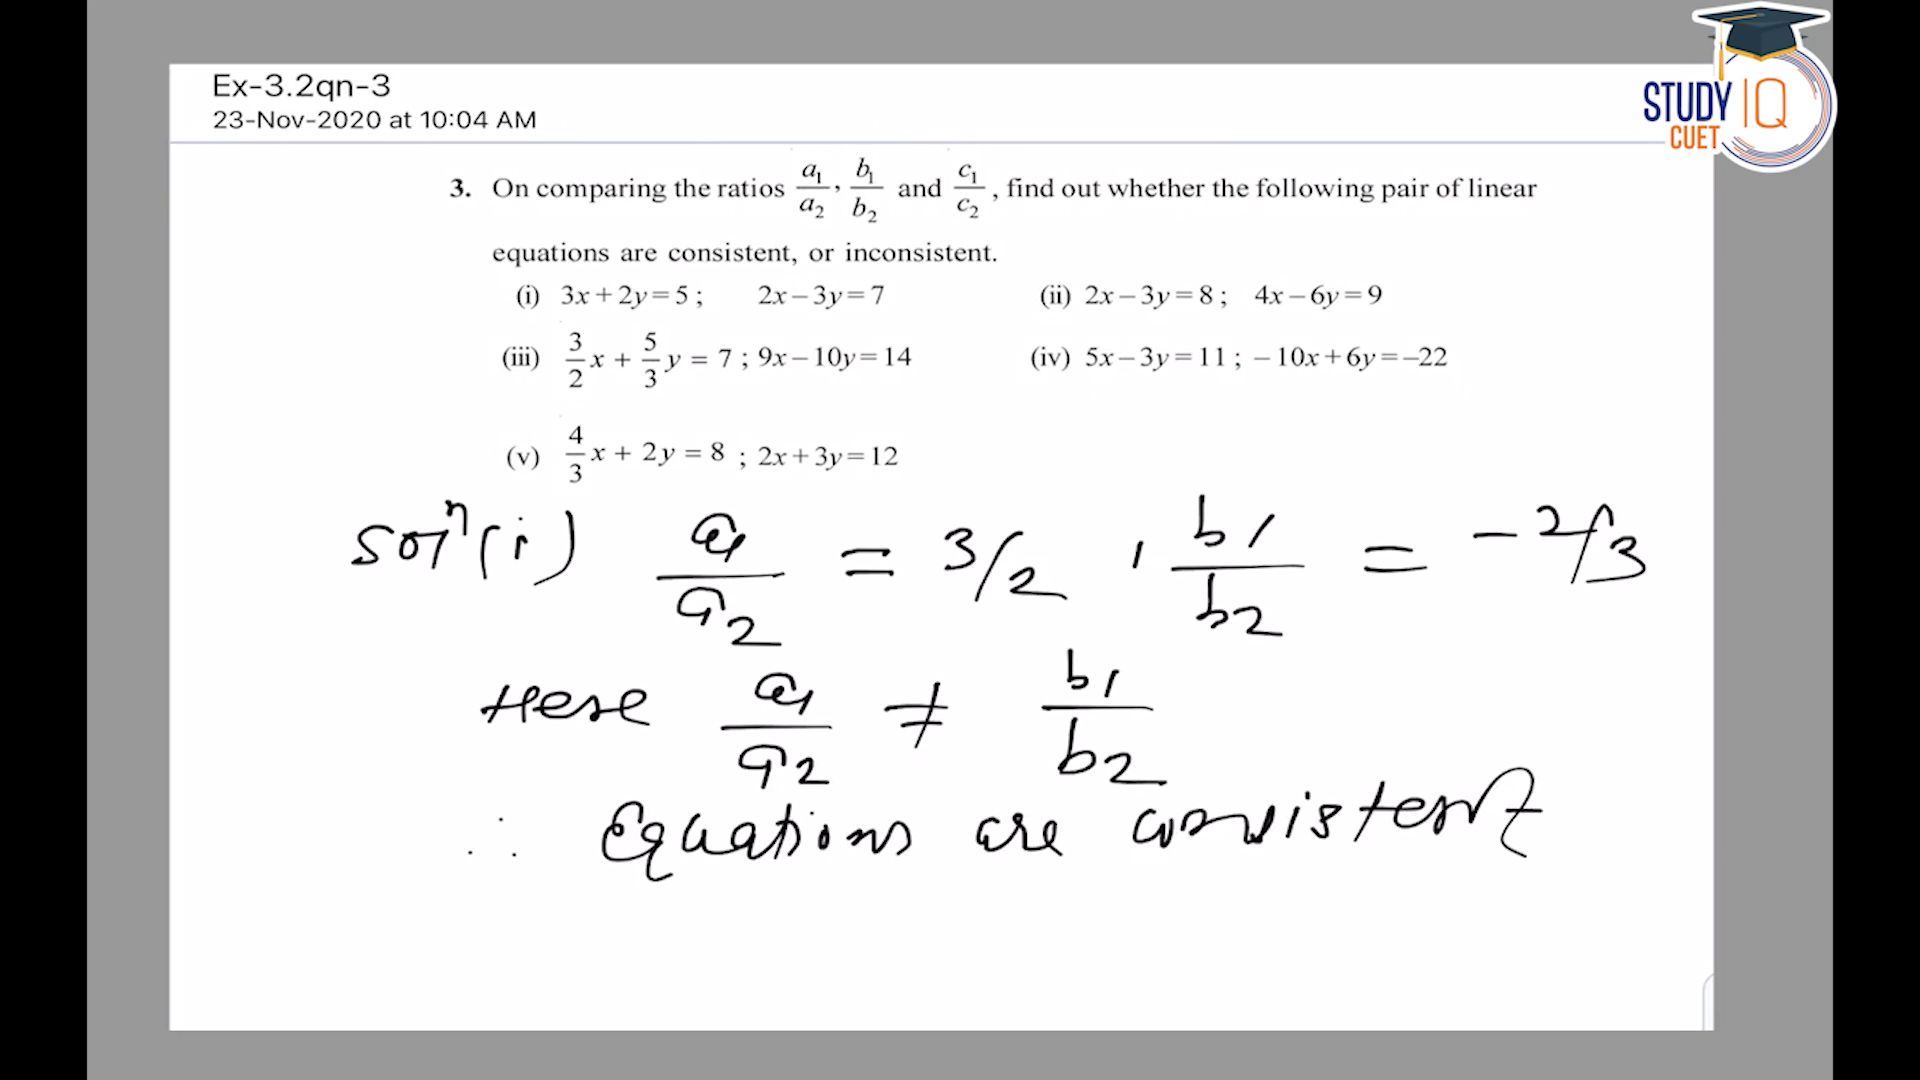 STUDY IQ
CUET
Ex-3.2qn-3
23-Nov-2020 at 10:04 AM
3. On comparing the ratios a₁/a₂, b₁/b₂ and c₁/c₂, find out whether the following pair of linear
equations are consistent, or inconsistent.
(i) 3x+2y=5; 2x–3y=7 (ii) 2x–3y=8; 4x–6y=9
(iii) 3/2 x + 5/3 y = 7; 9x–10y=14 (iv) 5x–3y=11; –10x+6y=–22
(v) 4/3 x + 2y = 8; 2x+3y=12
Solⁿ(i) a₁/a₂ = 3/2, b₁/b₂ = -2/3
Here a₁/a₂ ≠ b₁/b₂
∴ Equations are consistent